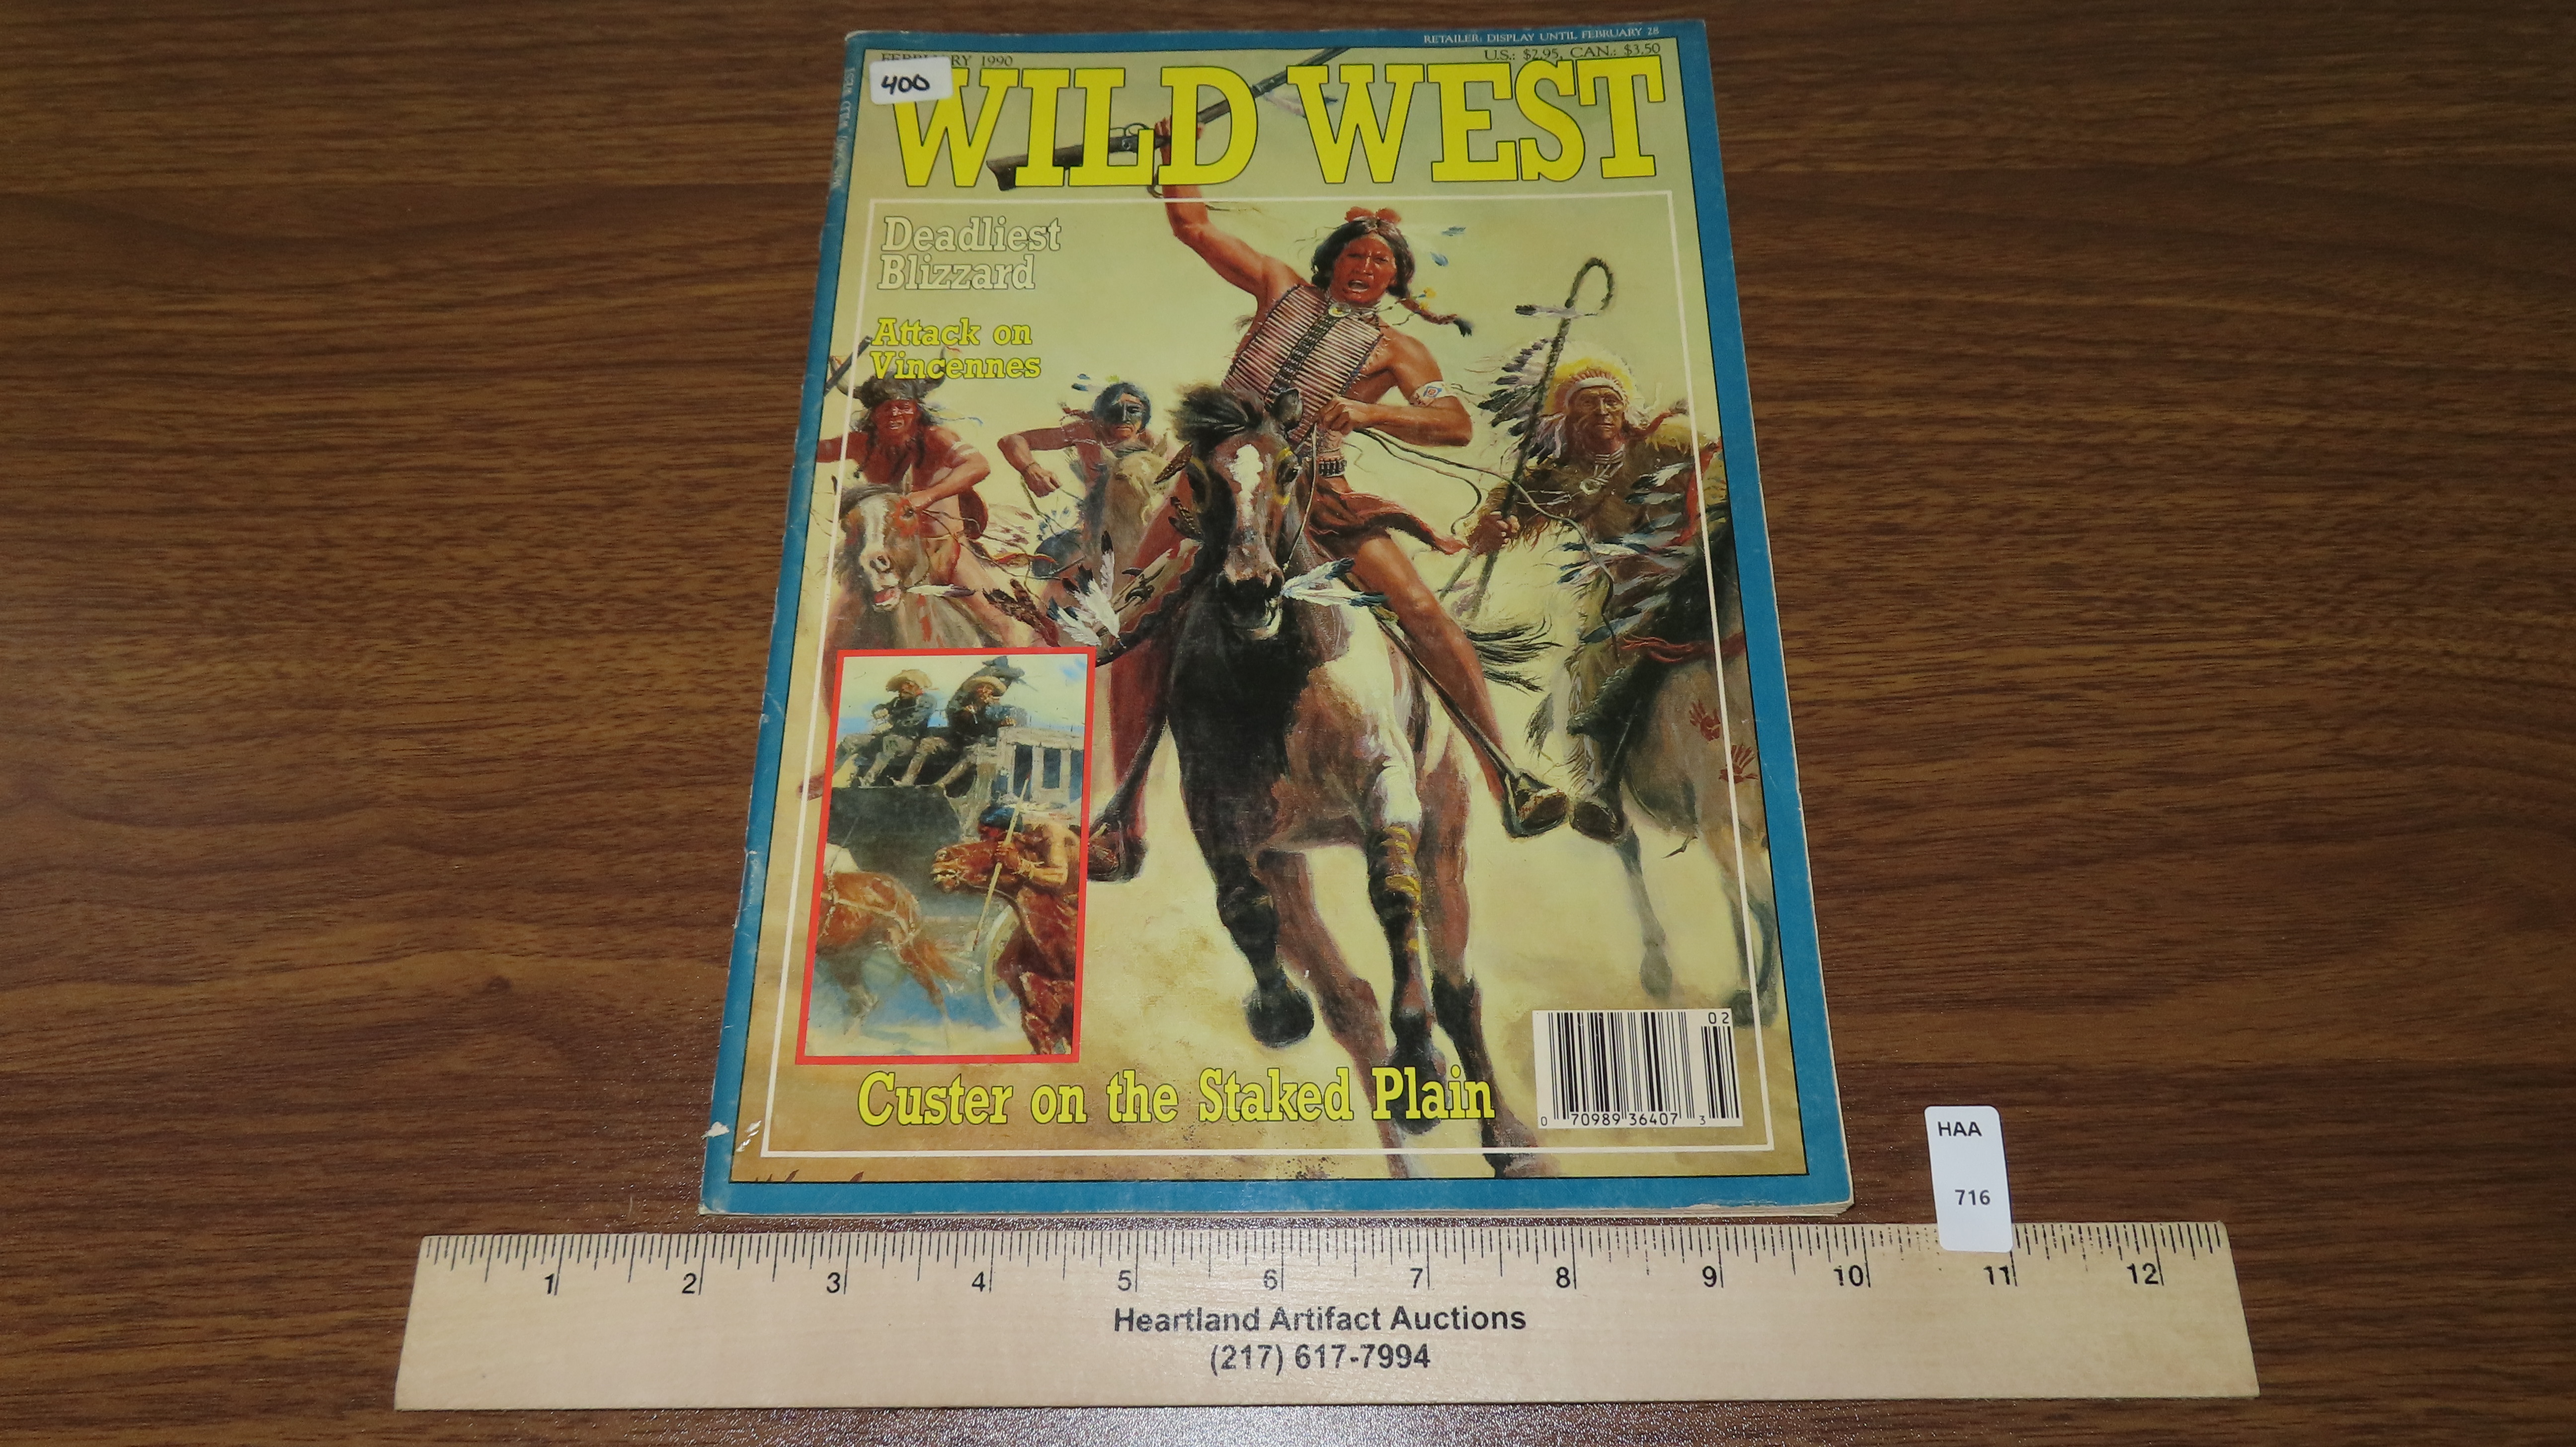 RETAILER: DISPLAY UNTIL FEBRUARY 28
FEBRUARY 1990
U.S.: $2.95, CAN.: $3.50
400
WILD WEST
WILD WEST
Deadliest
Blizzard
Attack on
Vincennes
Custer on the Staked Plain
02
0 70989 36407 3
HAA
716
1 2 3 4 5 6 7 8 9 10 11 12
Heartland Artifact Auctions
(217) 617-7994